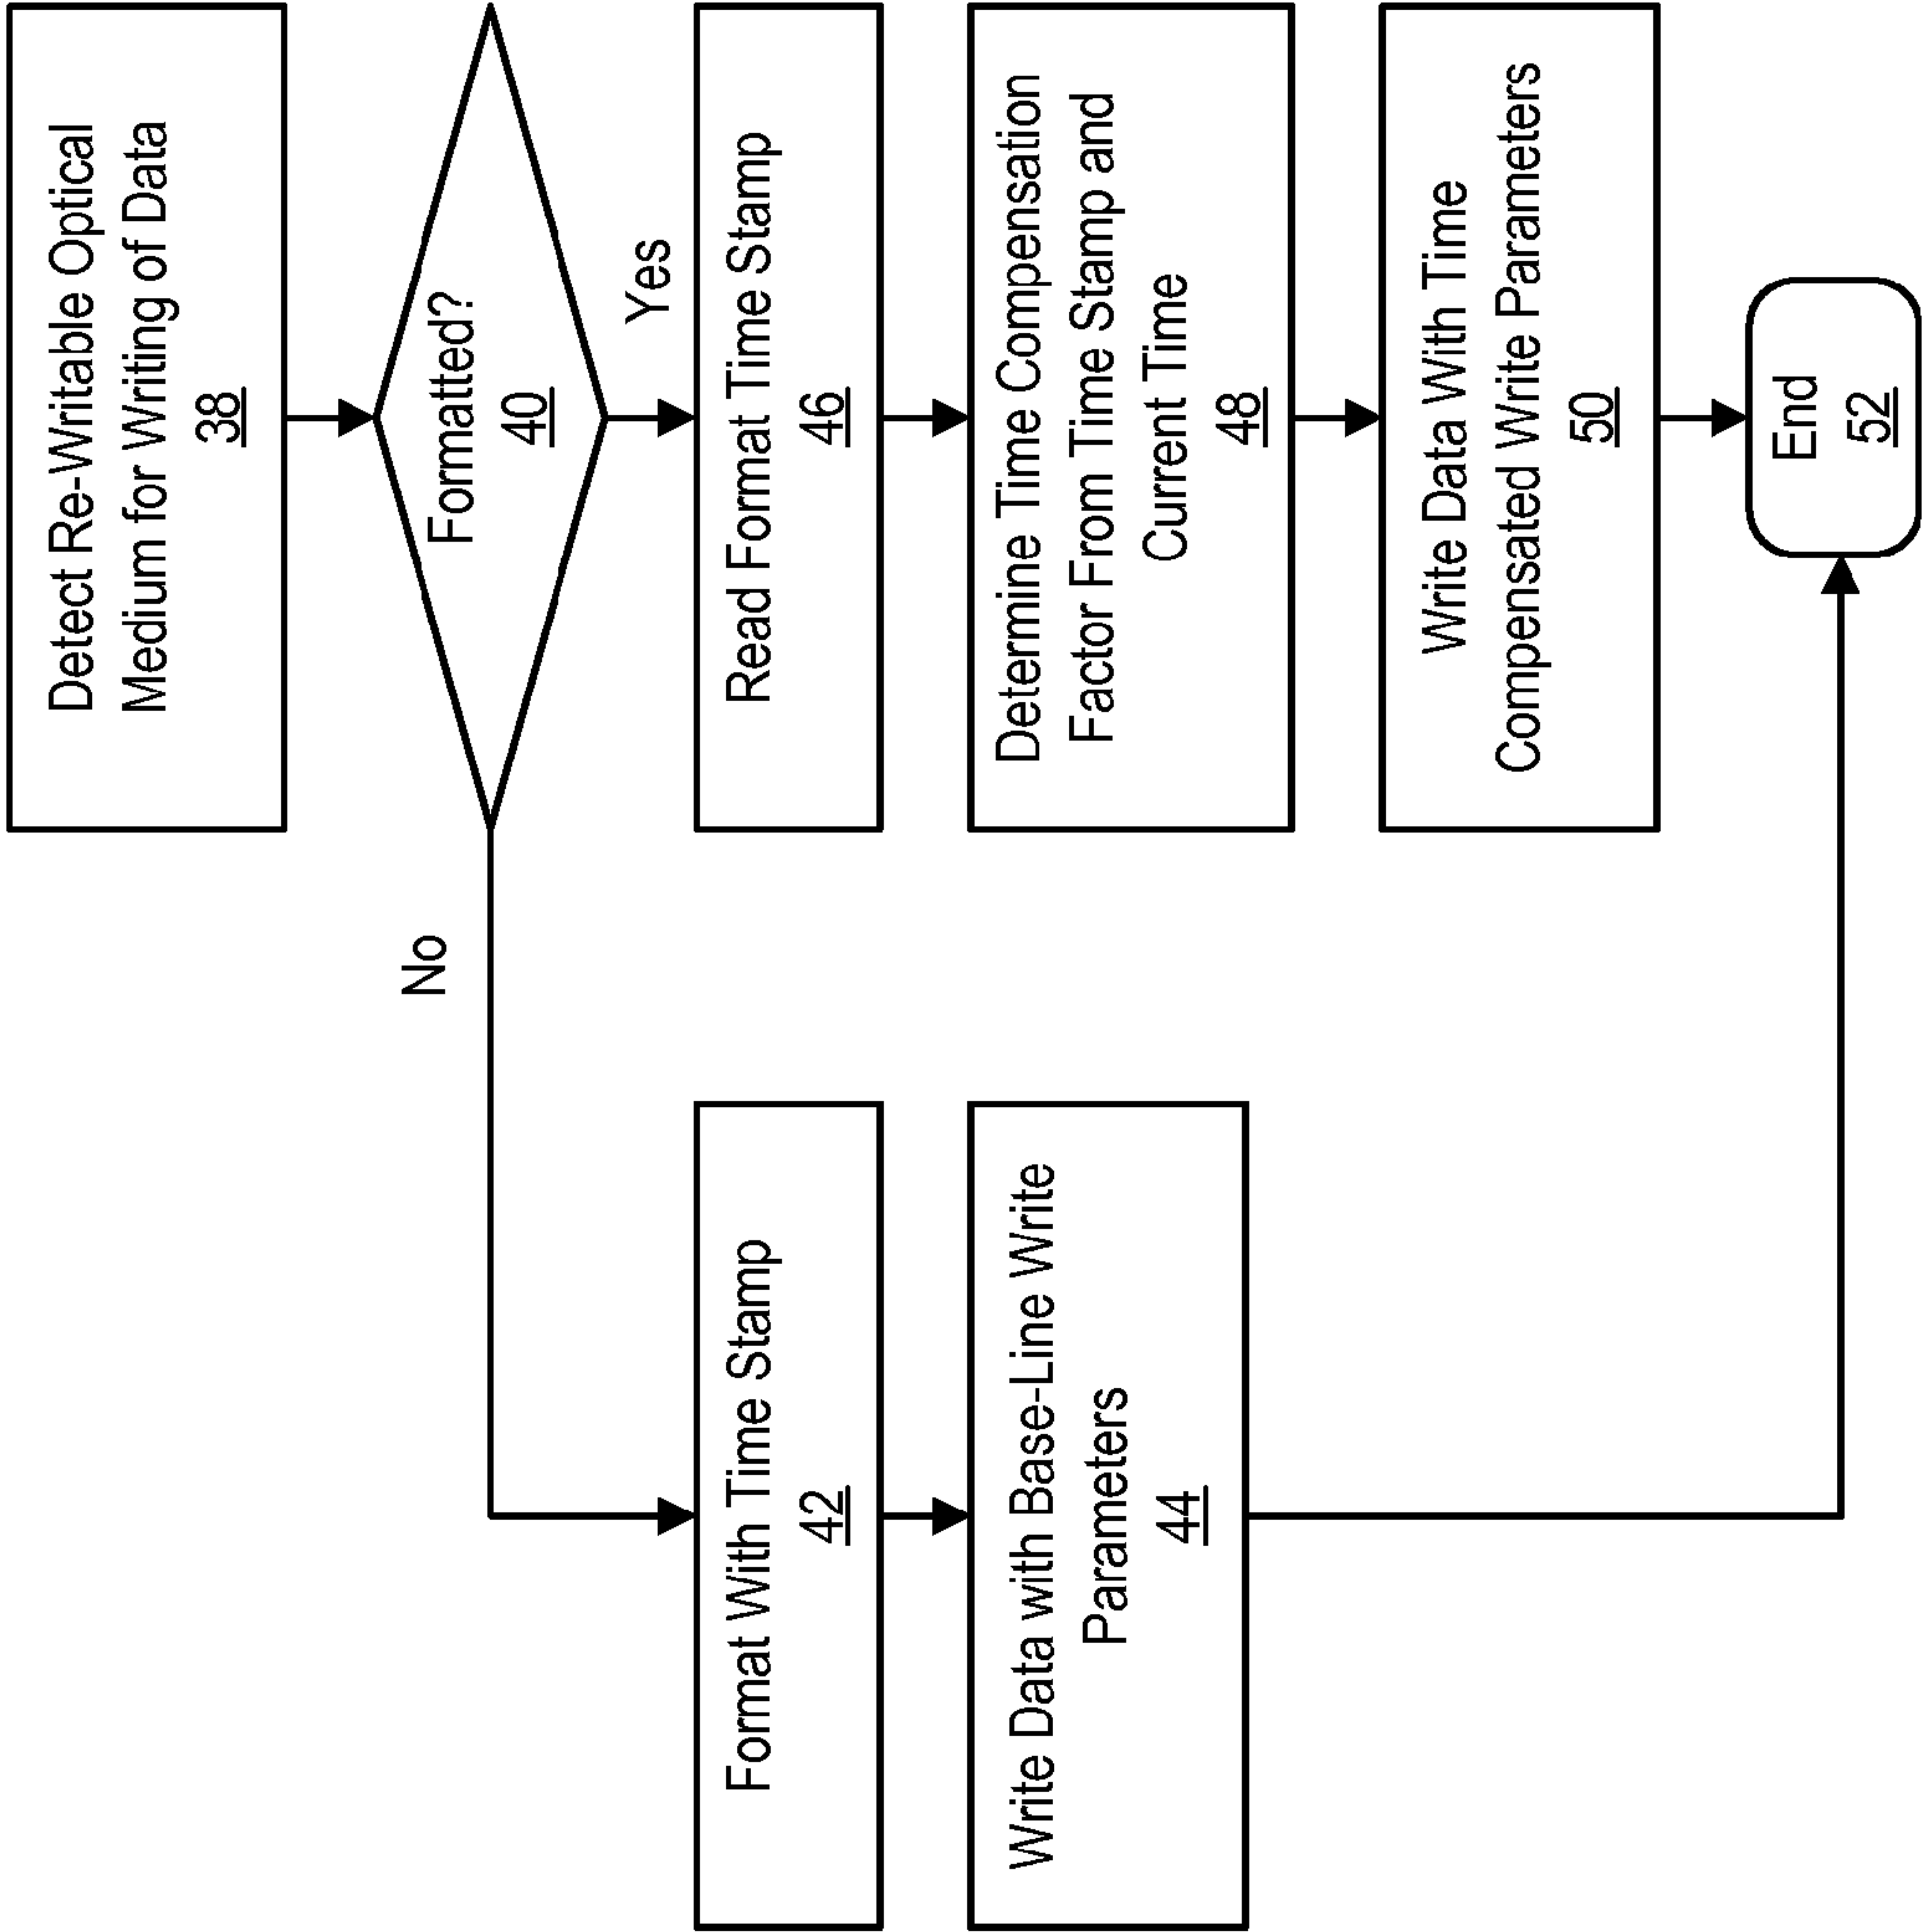 Detect Re-Writable Optical
Medium for Writing of Data
38
Formatted?
40
No
Yes
Format With Time Stamp
42
Read Format Time Stamp
46
Write Data with Base-Line Write
Parameters
44
Determine Time Compensation
Factor From Time Stamp and
Current Time
48
Write Data With Time
Compensated Write Parameters
50
End
52